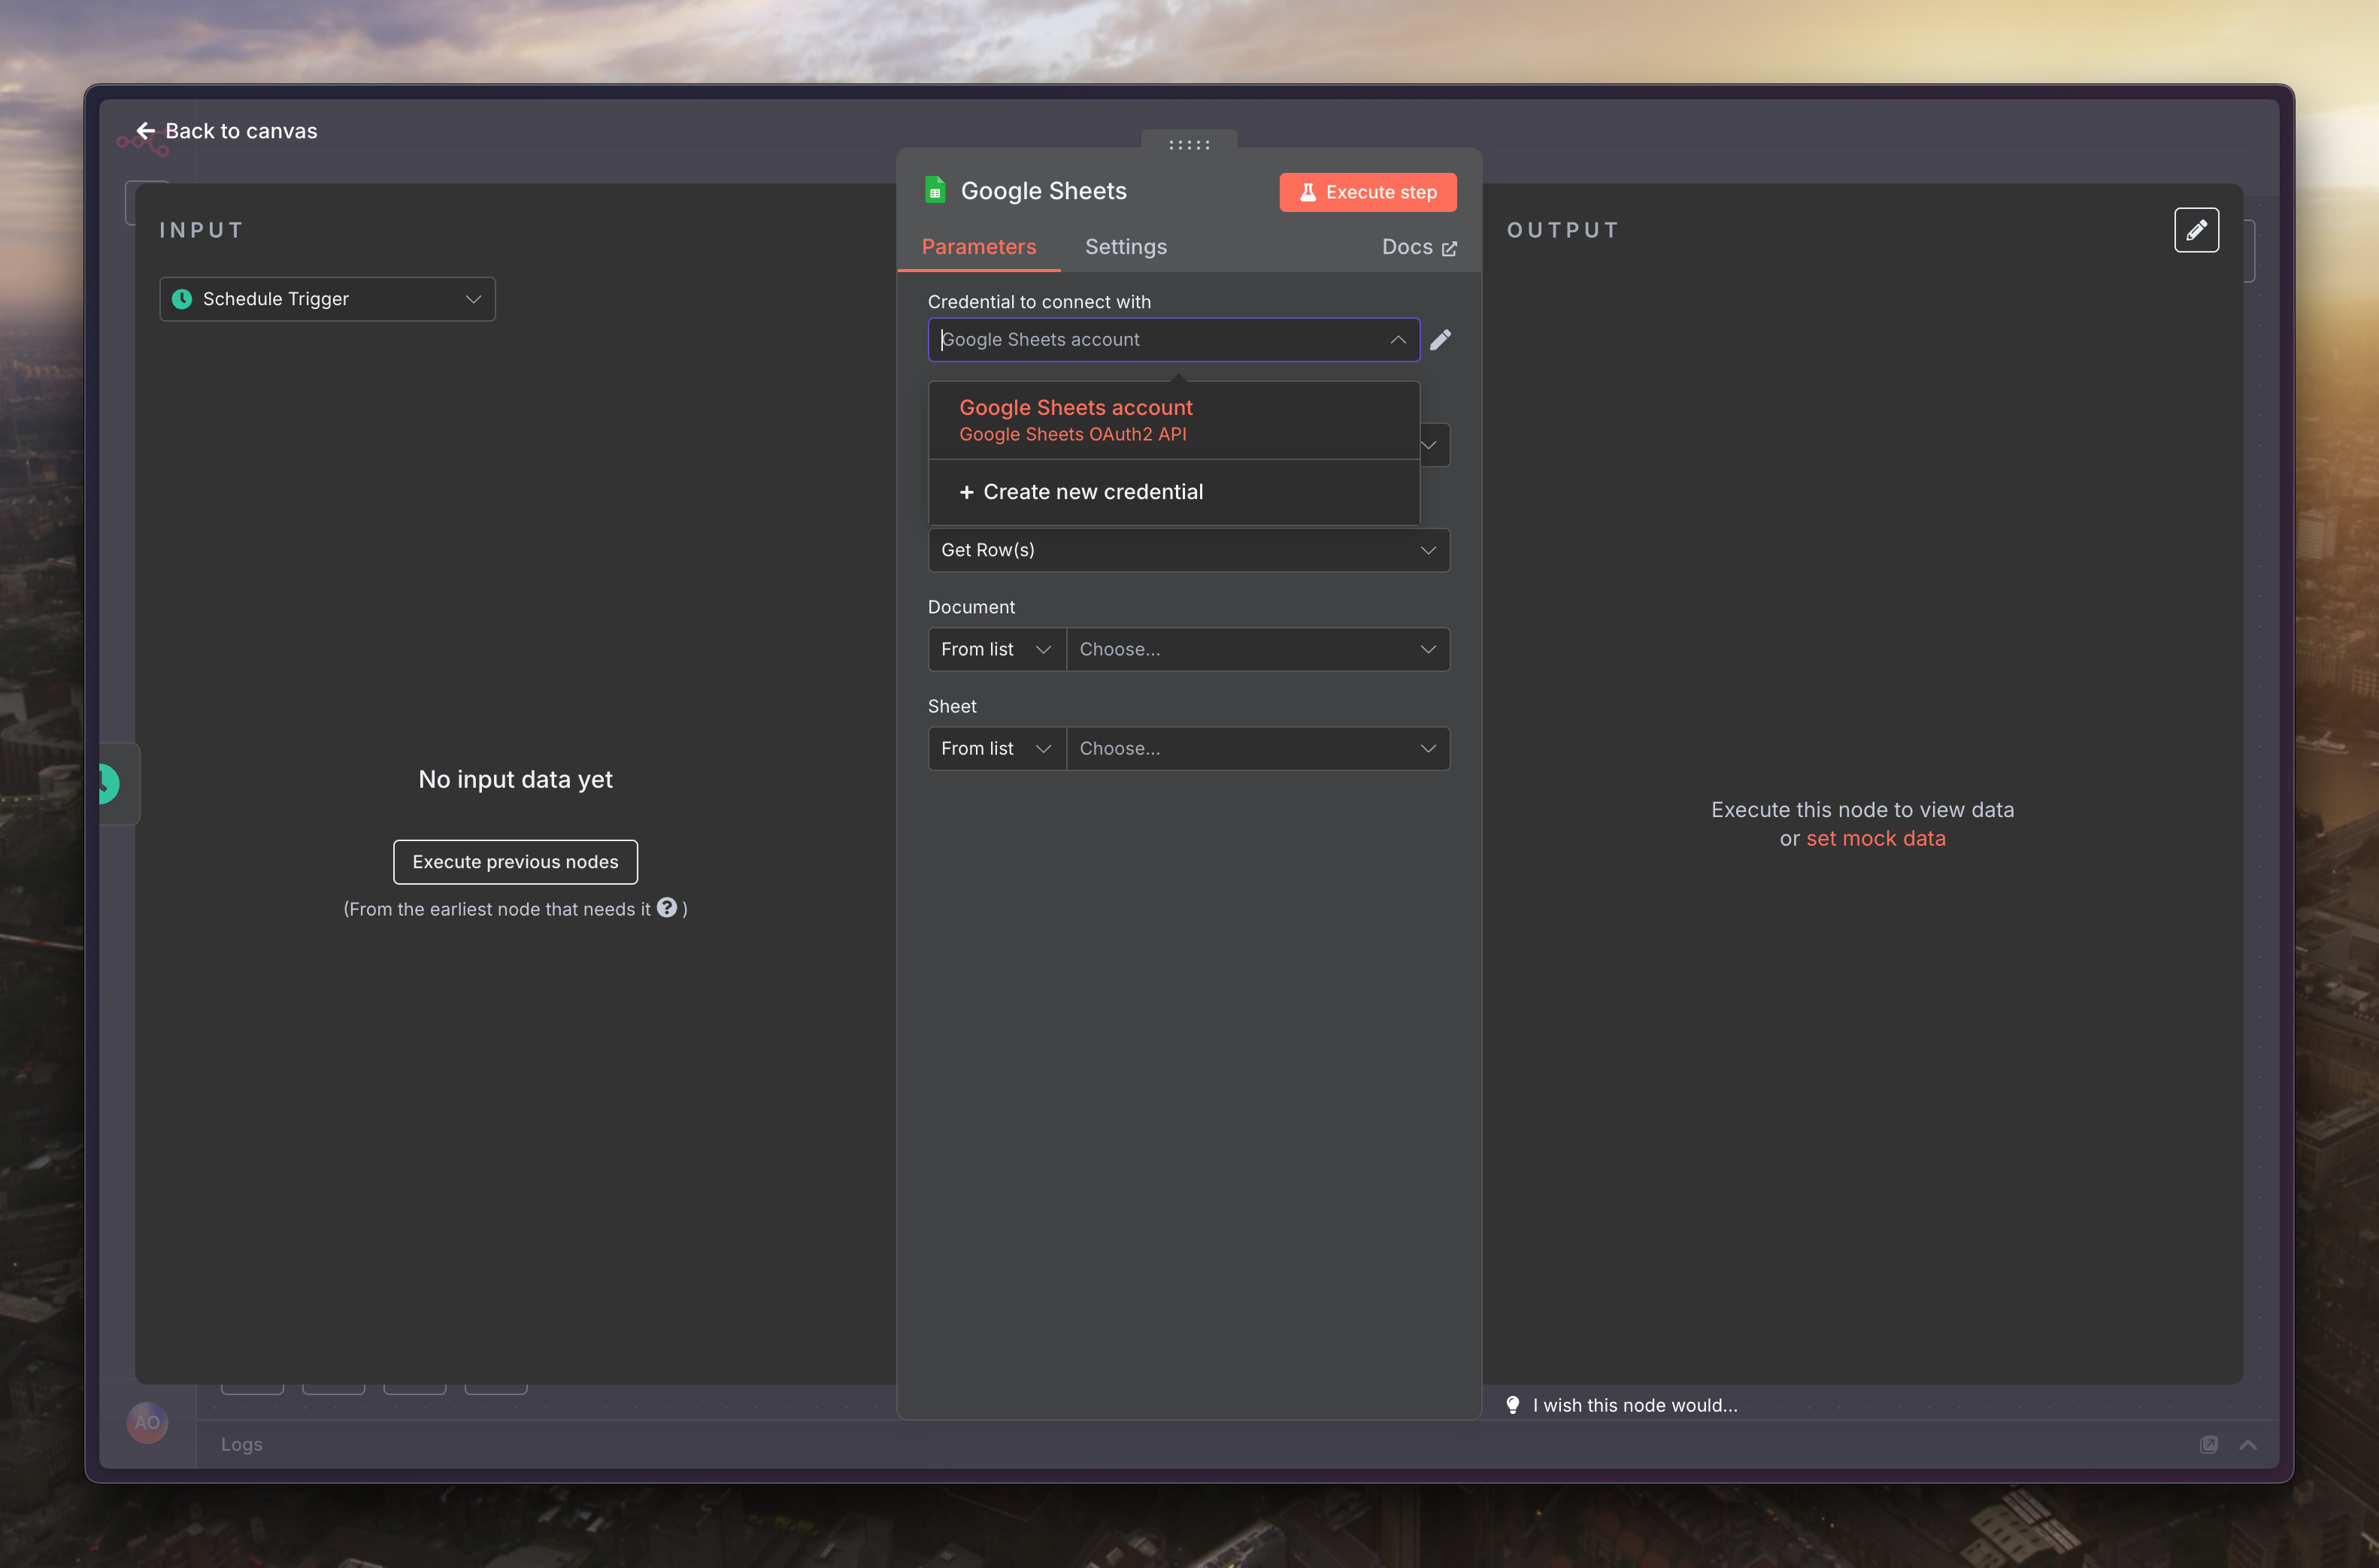 Back to canvas
INPUT
Schedule Trigger
No input data yet
Execute previous nodes
(From the earliest node that needs it ? )
Google Sheets
Execute step
Parameters
Settings
Docs
Credential to connect with
Google Sheets account
Google Sheets account
Google Sheets OAuth2 API
+ Create new credential
Get Row(s)
Document
From list
Choose...
Sheet
From list
Choose...
OUTPUT
Execute this node to view data
or set mock data
I wish this node would...
AO
Logs